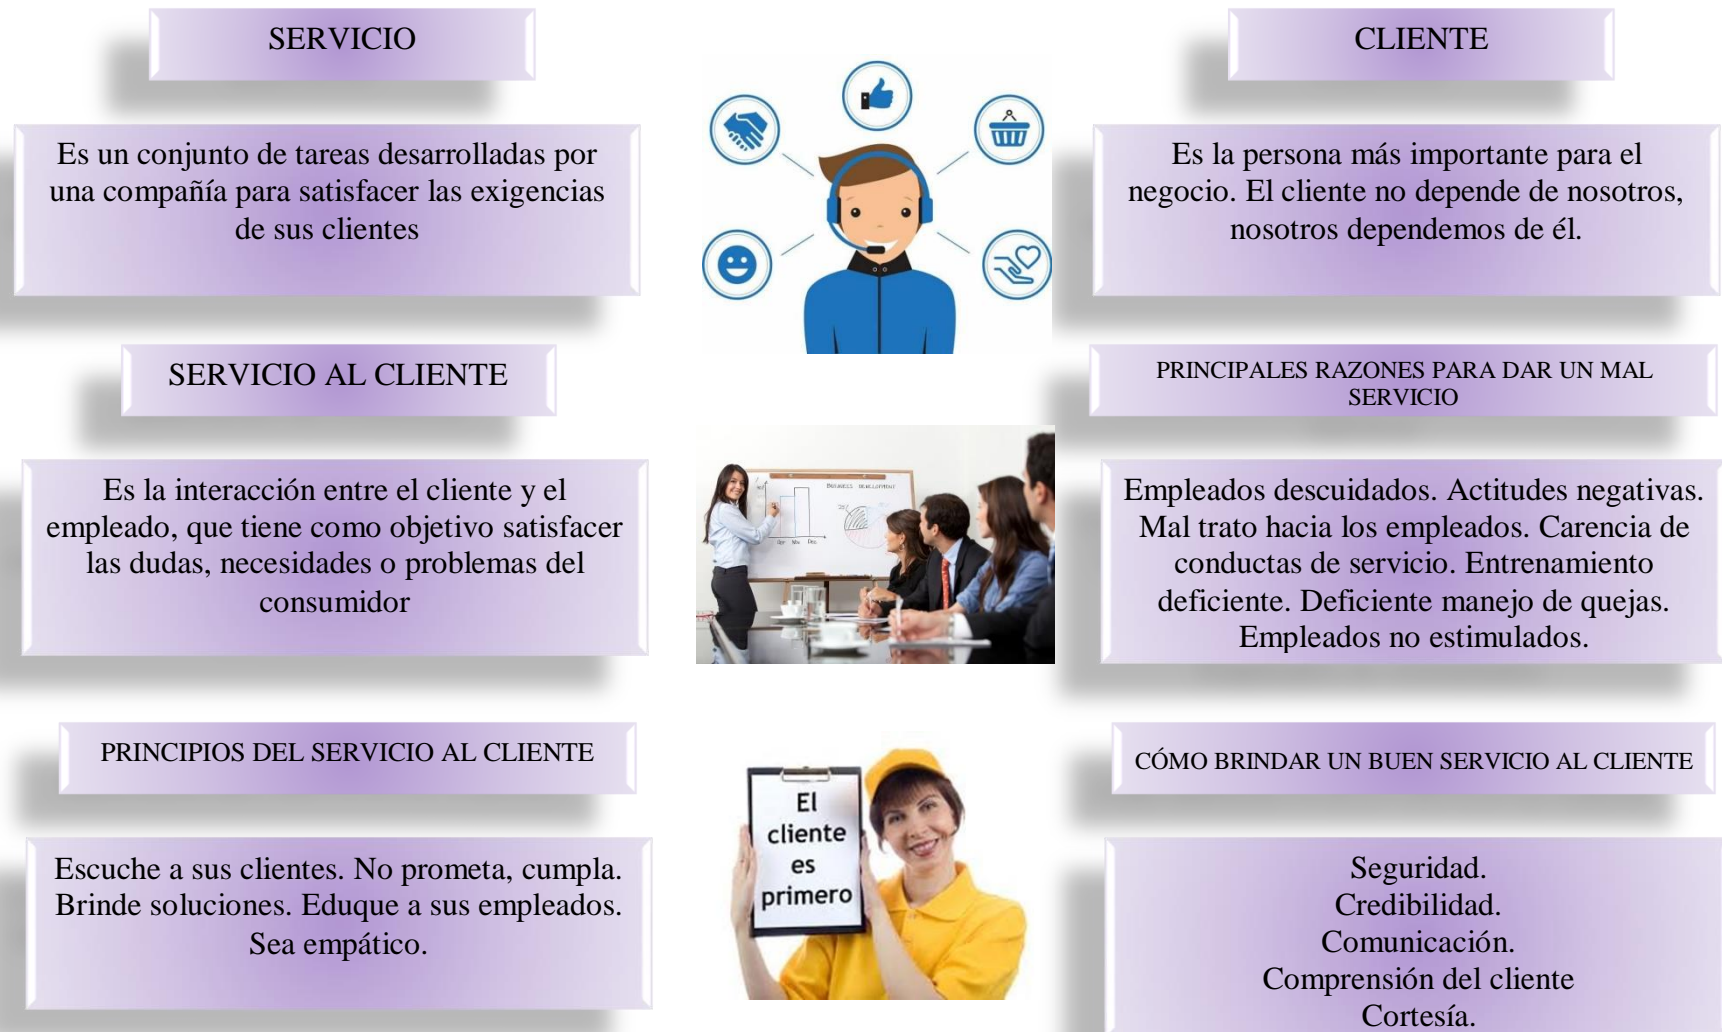 SERVICIO
Es un conjunto de tareas desarrolladas por
una compañía para satisfacer las exigencias
de sus clientes
CLIENTE
Es la persona más importante para el
negocio. El cliente no depende de nosotros,
nosotros dependemos de él.
SERVICIO AL CLIENTE
Es la interacción entre el cliente y el
empleado, que tiene como objetivo satisfacer
las dudas, necesidades o problemas del
consumidor
BUSINESS DEVELOPMENT
PRINCIPALES RAZONES PARA DAR UN MAL
SERVICIO
Empleados descuidados. Actitudes negativas.
Mal trato hacia los empleados. Carencia de
conductas de servicio. Entrenamiento
deficiente. Deficiente manejo de quejas.
Empleados no estimulados.
PRINCIPIOS DEL SERVICIO AL CLIENTE
Escuche a sus clientes. No prometa, cumpla.
Brinde soluciones. Eduque a sus empleados.
Sea empático.
El
cliente
es
primero
CÓMO BRINDAR UN BUEN SERVICIO AL CLIENTE
Seguridad.
Credibilidad.
Comunicación.
Comprensión del cliente
Cortesía.